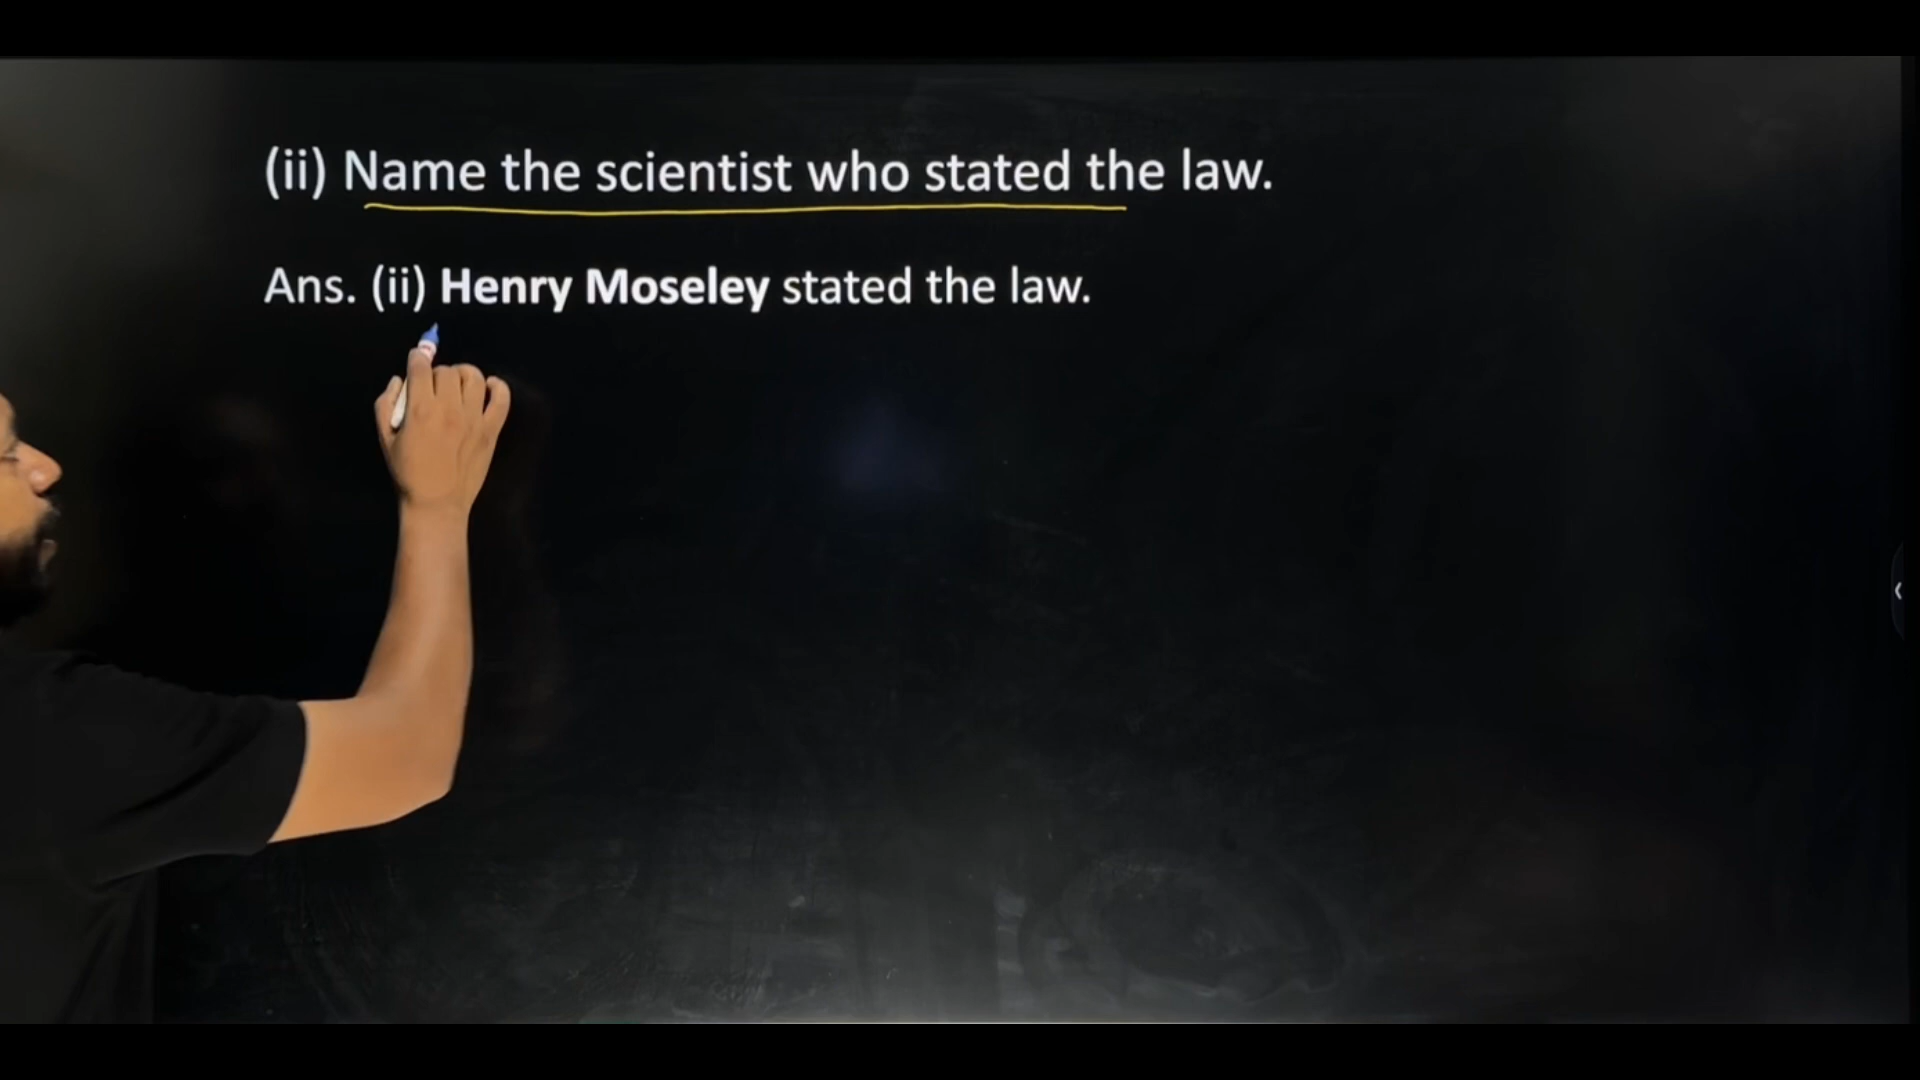 (ii) Name the scientist who stated the law.
Ans. (ii) Henry Moseley stated the law.